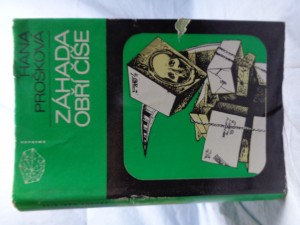 HANA
PROŠKOVÁ
ZÁHADA
OBŘÍ ČÍŠE